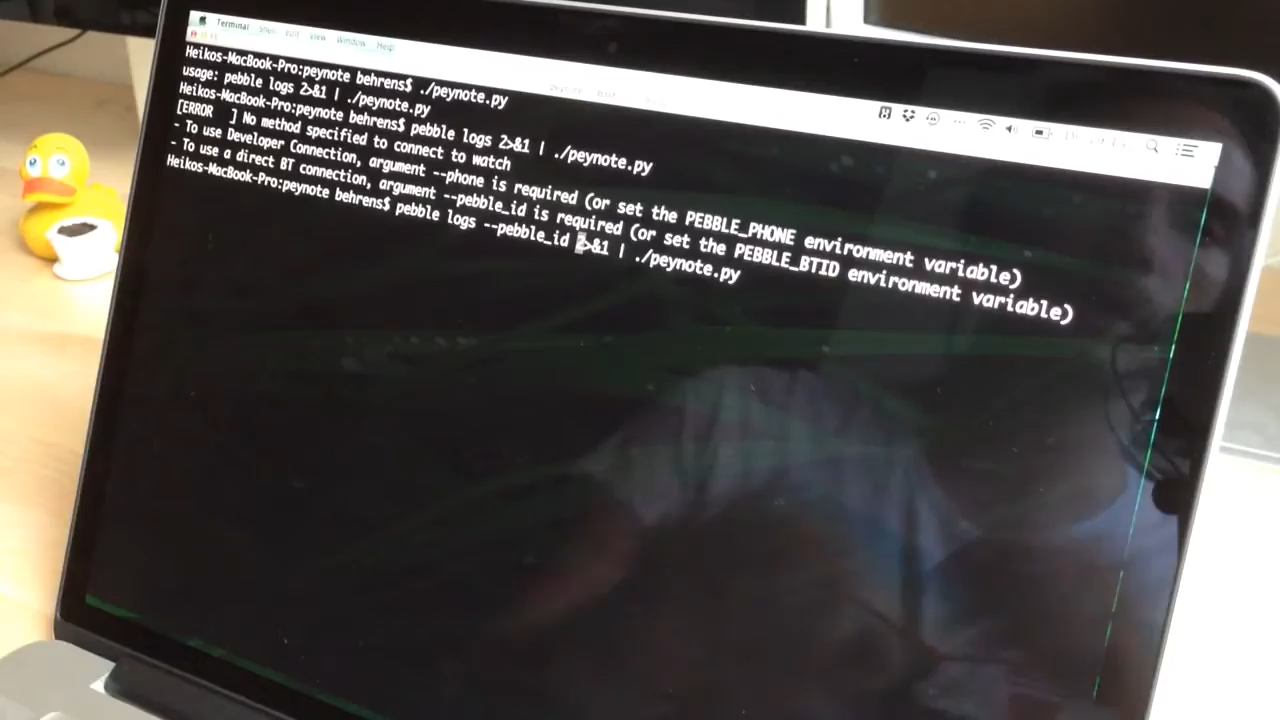 Terminal Shell Edit View Window Help
Heikos-MacBook-Pro:peynote behrens$ ./peynote.py
usage: pebble logs 2>&1 | ./peynote.py
Heikos-MacBook-Pro:peynote behrens$ pebble logs 2>&1 | ./peynote.py
[ERROR   ] No method specified to connect to watch
- To use Developer Connection, argument --phone is required (or set the PEBBLE_PHONE environment variable)
- To use a direct BT connection, argument --pebble_id is required (or set the PEBBLE_BTID environment variable)
Heikos-MacBook-Pro:peynote behrens$ pebble logs --pebble_id 2>&1 | ./peynote.py